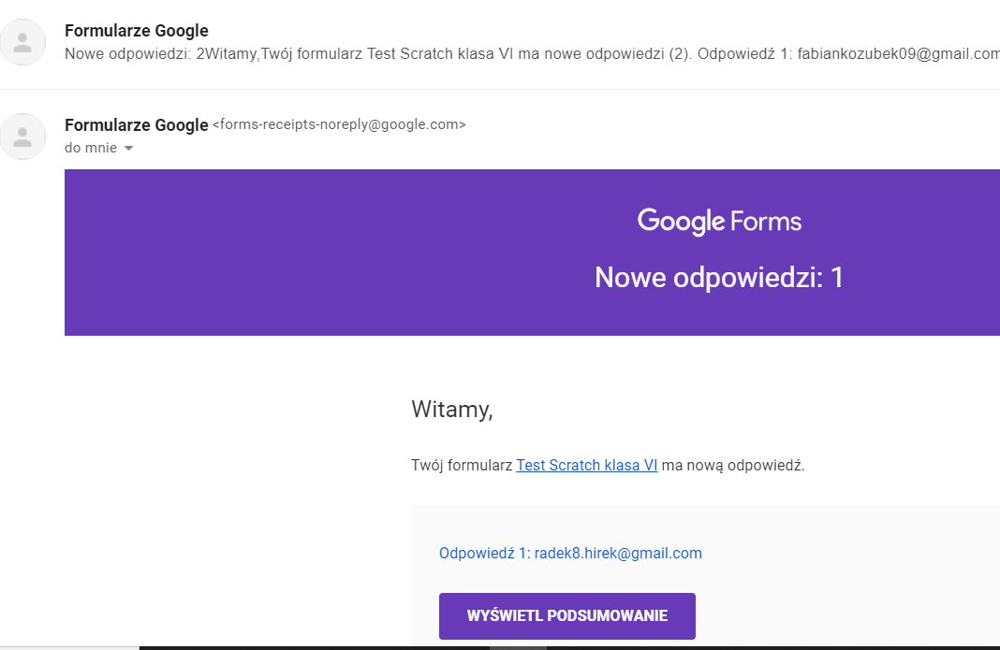 Formularze Google
Nowe odpowiedzi: 2Witamy,Twój formularz Test Scratch klasa VI ma nowe odpowiedzi (2). Odpowiedź 1: fabiankozubek09@gmail.com
Formularze Google <forms-receipts-noreply@google.com>
do mnie
Google Forms
Nowe odpowiedzi: 1
Witamy,
Twój formularz Test Scratch klasa VI ma nową odpowiedź.
Odpowiedź 1: radek8.hirek@gmail.com
WYŚWIETL PODSUMOWANIE